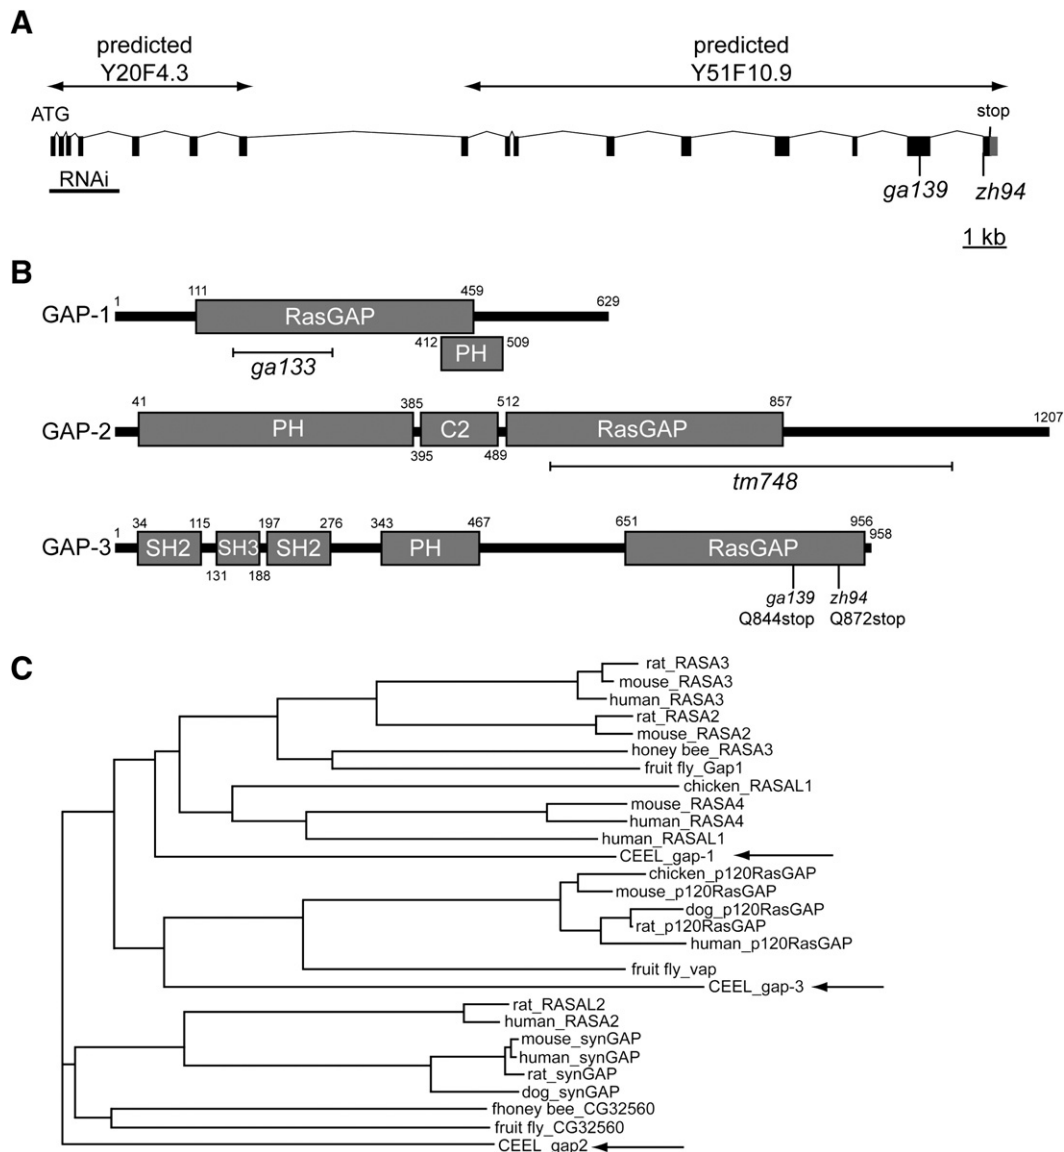 A
predicted
Y20F4.3
predicted
Y51F10.9
ATG
stop
RNAi
ga139
zh94
1 kb
B
GAP-1
1
111
RasGAP
459
629
412
PH
509
ga133
GAP-2
41
PH
385
395
C2
489
512
RasGAP
857
1207
tm748
GAP-3
1
34
SH2
115
131
SH3
188
197
SH2
276
343
PH
467
651
RasGAP
956
958
ga139
Q844stop
zh94
Q872stop
C
rat_RASA3
mouse_RASA3
human_RASA3
rat_RASA2
mouse_RASA2
honey bee_RASA3
fruit fly_Gap1
chicken_RASAL1
mouse_RASA4
human_RASA4
human_RASAL1
CEEL_gap-1
chicken_p120RasGAP
mouse_p120RasGAP
dog_p120RasGAP
rat_p120RasGAP
human_p120RasGAP
fruit fly_vap
CEEL_gap-3
rat_RASAL2
human_RASA2
mouse_synGAP
human_synGAP
rat_synGAP
dog_synGAP
fhoney bee_CG32560
fruit fly_CG32560
CEEL_gap2